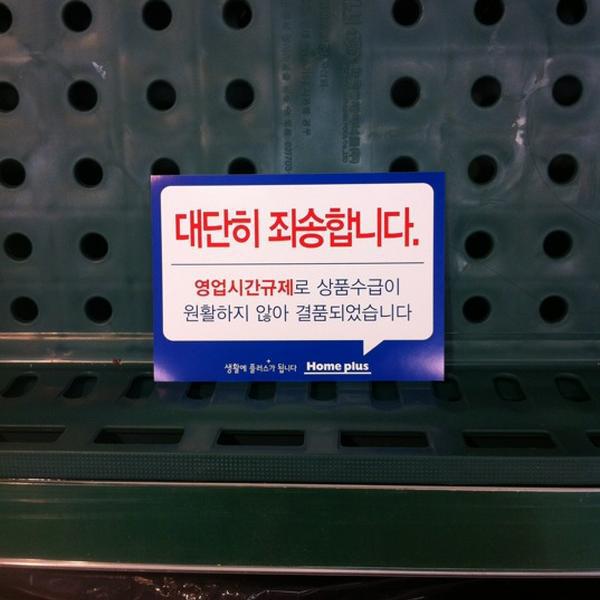 대단히 죄송합니다.
영업시간규제로 상품수급이
원활하지 않아 결품되었습니다
생활에 플러스가 됩니다 Home plus